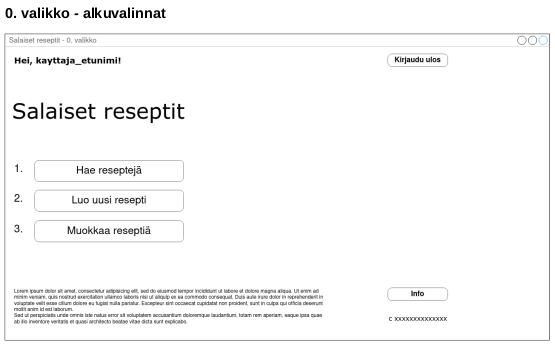 0. valikko - alkuvalinnat
Salaiset reseptit - 0. valikko
Hei, kayttaja_etunimi!
Kirjaudu ulos
Salaiset reseptit
1. Hae reseptejä
2. Luo uusi resepti
3. Muokkaa reseptiä
Lorem ipsum dolor sit amet, consectetur adipisicing elit, sed do eiusmod tempor incididunt ut labore et dolore magna aliqua. Ut enim ad
minim veniam, quis nostrud exercitation ullamco laboris nisi ut aliquip ex ea commodo consequat. Duis aute irure dolor in reprehenderit in
voluptate velit esse cillum dolore eu fugiat nulla pariatur. Excepteur sint occaecat cupidatat non proident, sunt in culpa qui officia deserunt
mollit anim id est laborum.
Sed ut perspiciatis unde omnis iste natus error sit voluptatem accusantium doloremque laudantium, totam rem aperiam, eaque ipsa quae
ab illo inventore veritatis et quasi architecto beatae vitae dicta sunt explicabo.
Info
c xxxxxxxxxxxxxx